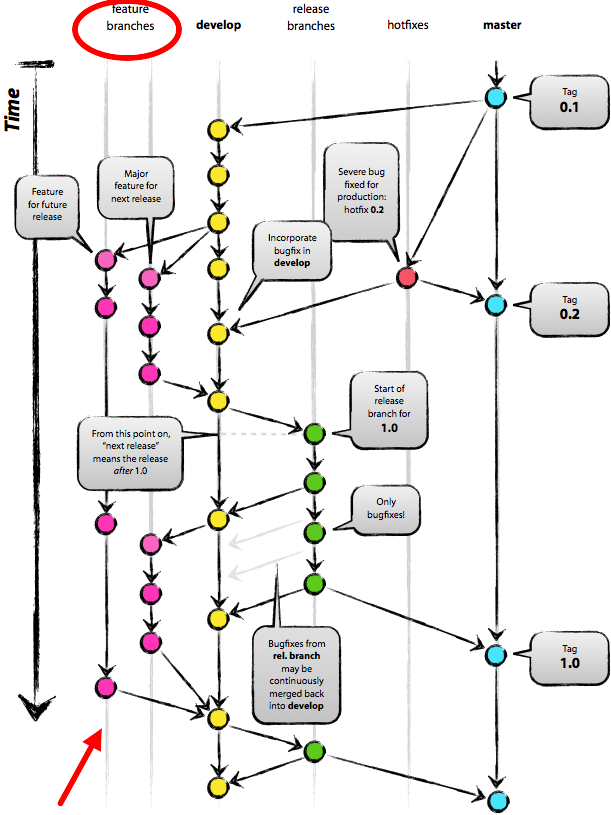 feature
branches
develop
release
branches
hotfixes
master
Time
Tag
0.1
Severe bug
fixed for
production:
hotfix 0.2
Major
feature for
next release
Feature
for future
release
Incorporate
bugfix in
develop
Tag
0.2
Start of
release
branch for
1.0
From this point on,
“next release”
means the release
after 1.0
Only
bugfixes!
Bugfixes from
rel. branch
may be
continuously
merged back
into develop
Tag
1.0